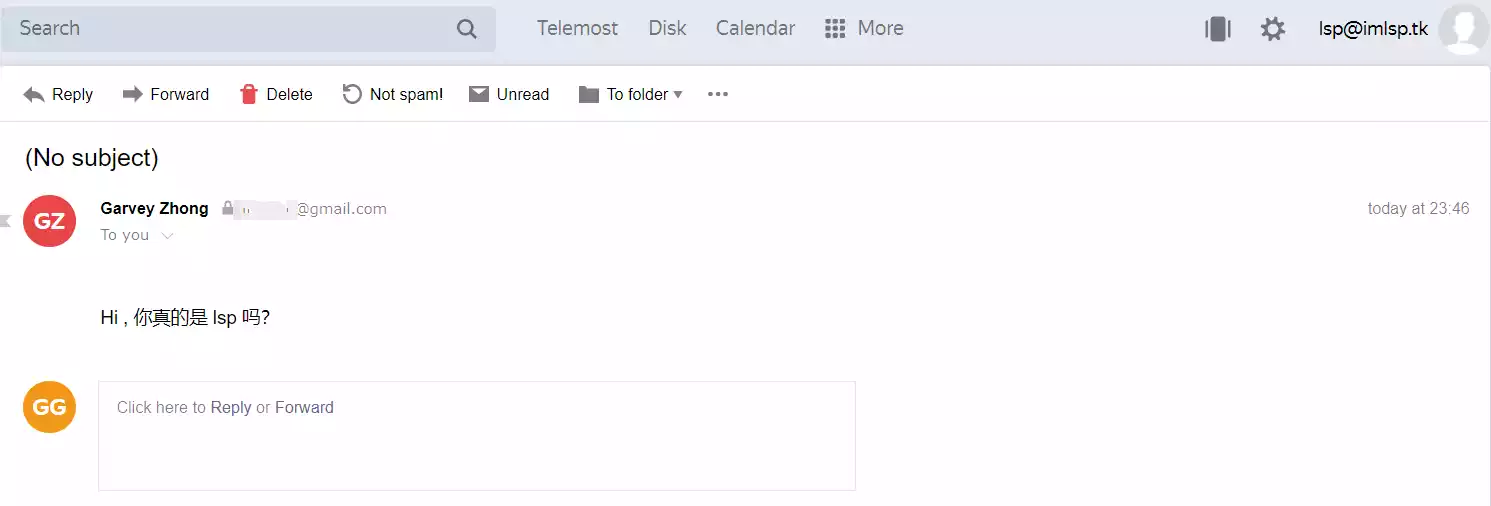 Search Telemost Disk Calendar More lsp@imlsp.tk
Reply Forward Delete Not spam! Unread To folder
(No subject)
GZ Garvey Zhong @gmail.com today at 23:46
To you
Hi , 你真的是 lsp 吗?
GG Click here to Reply or Forward